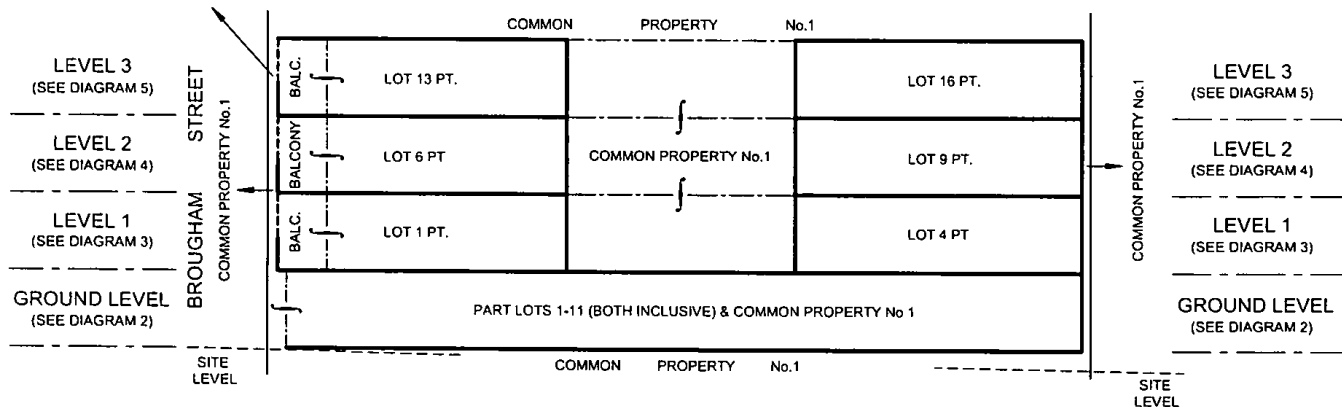 COMMON PROPERTY No.1
LEVEL 3
(SEE DIAGRAM 5)
LEVEL 2
(SEE DIAGRAM 4)
LEVEL 1
(SEE DIAGRAM 3)
GROUND LEVEL
(SEE DIAGRAM 2)
BROUGHAM STREET
COMMON PROPERTY No.1
SITE
LEVEL
BALC.
LOT 13 PT.
LOT 16 PT.
BALCONY
LOT 6 PT
COMMON PROPERTY No.1
LOT 9 PT.
BALC.
LOT 1 PT.
LOT 4 PT
PART LOTS 1-11 (BOTH INCLUSIVE) & COMMON PROPERTY No 1
COMMON PROPERTY No.1
COMMON PROPERTY No.1
LEVEL 3
(SEE DIAGRAM 5)
LEVEL 2
(SEE DIAGRAM 4)
LEVEL 1
(SEE DIAGRAM 3)
GROUND LEVEL
(SEE DIAGRAM 2)
SITE
LEVEL